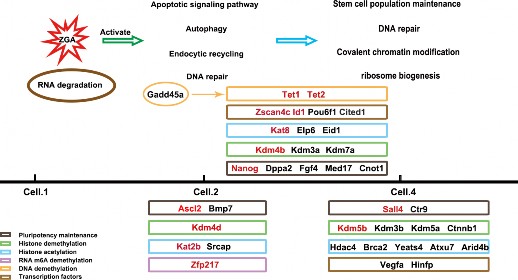 Apoptotic signaling pathway
Stem cell population maintenance
ZGA
Activate
Autophagy
DNA repair
Endocytic recycling
Covalent chromatin modification
RNA degradation
DNA repair
ribosome biogenesis
Gadd45a
Tet1 Tet2
Zscan4c Id1 Pou6f1 Cited1
Kat8 Elp6 Eid1
Kdm4b Kdm3a Kdm7a
Nanog Dppa2 Fgf4 Med17 Cnot1
Cell.1
Cell.2
Cell.4
Ascl2 Bmp7
Sall4 Ctr9
Kdm4d
Kdm5b Kdm3b Kdm5a Ctnnb1
Kat2b Srcap
Hdac4 Brca2 Yeats4 Atxu7 Arid4b
Zfp217
Vegfa Hinfp
Pluripotency maintenance
Histone demethylation
Histone acetylation
RNA m6A demethylation
DNA demethylation
Transcription factors